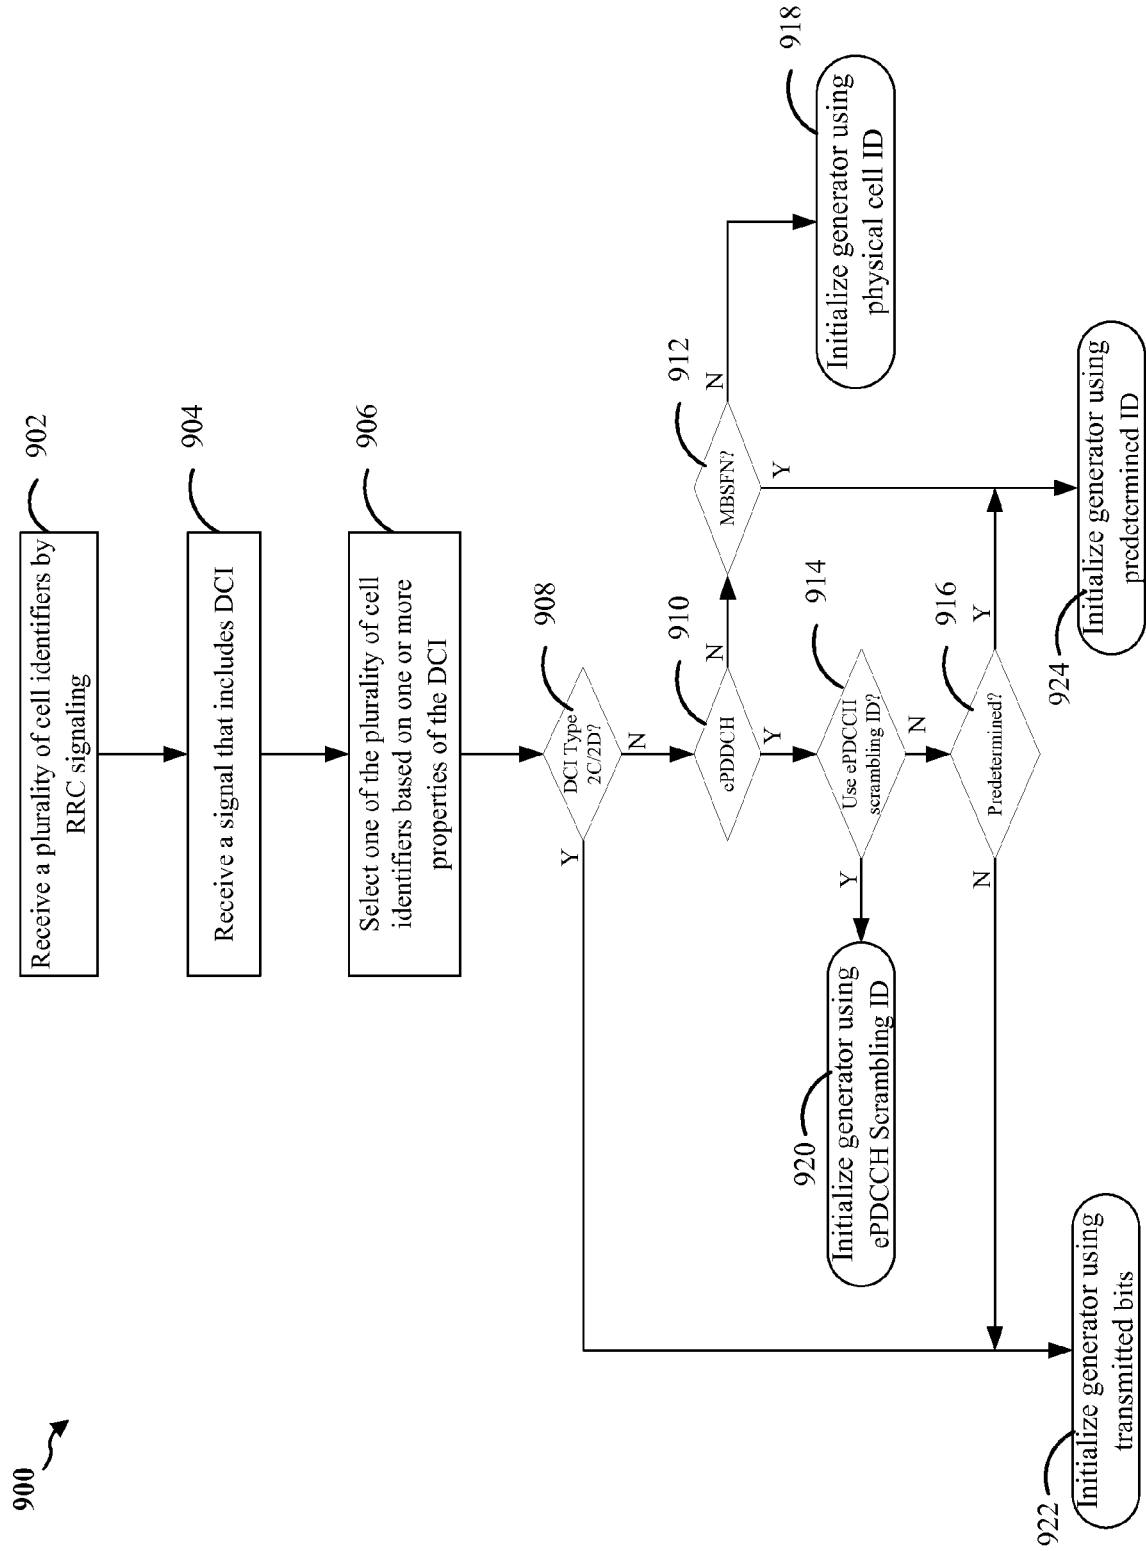 900
Receive a plurality of cell identifiers by
RRC signaling
902
Receive a signal that includes DCI
904
Select one of the plurality of cell
identifiers based on one or more
properties of the DCI
906
DCI Type
2C/2D?
908
Y
N
ePDDCH
910
N
Y
MBSFN?
912
N
Y
Initialize generator using
physical cell ID
918
Use ePDCCH
scrambling ID?
914
Y
N
Initialize generator using
ePDCCH Scrambling ID
920
Predetermined?
916
N
Y
Initialize generator using
transmitted bits
922
Initialize generator using
predetermined ID
924